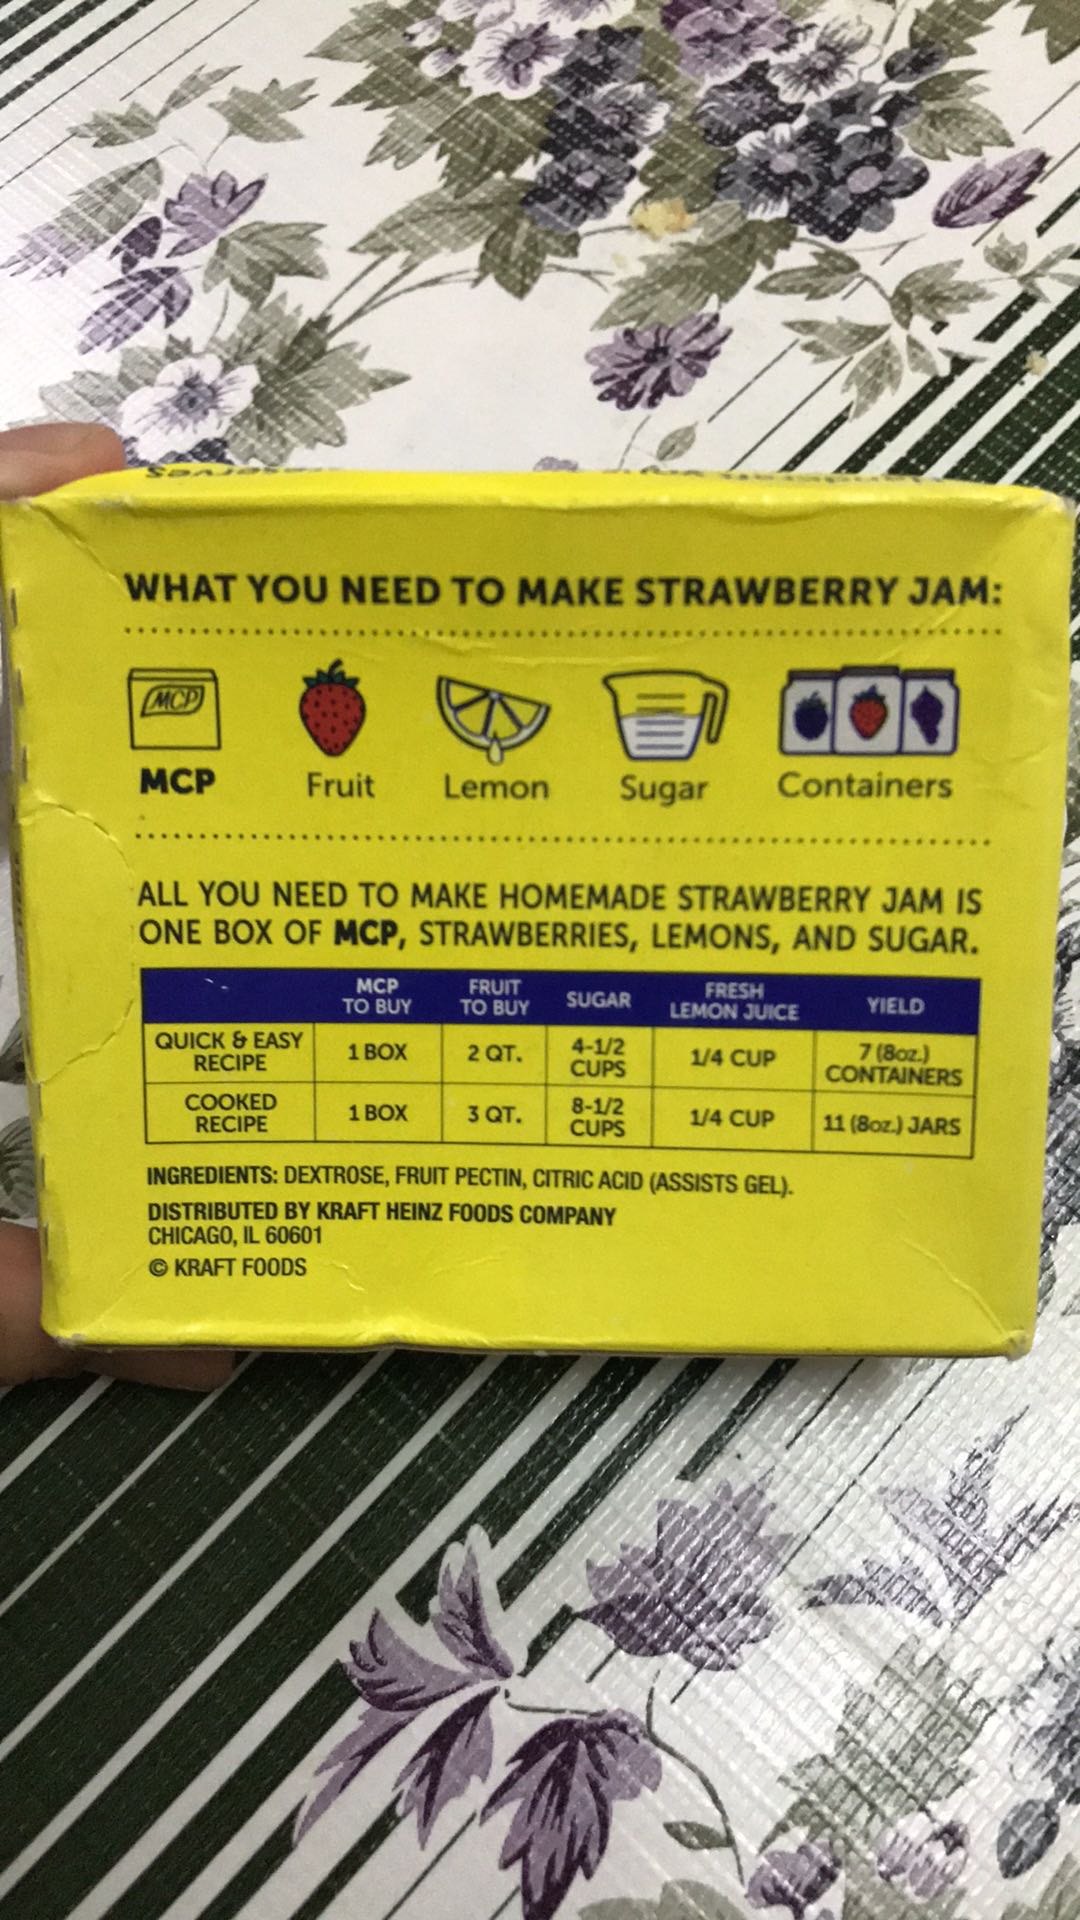 WHAT YOU NEED TO MAKE STRAWBERRY JAM:
MCP
MCP Fruit Lemon Sugar Containers
ALL YOU NEED TO MAKE HOMEMADE STRAWBERRY JAM IS
ONE BOX OF MCP, STRAWBERRIES, LEMONS, AND SUGAR.
MCP TO BUY FRUIT TO BUY SUGAR FRESH LEMON JUICE YIELD
QUICK & EASY RECIPE 1 BOX 2 QT. 4-1/2 CUPS 1/4 CUP 7 (8oz.) CONTAINERS
COOKED RECIPE 1 BOX 3 QT. 8-1/2 CUPS 1/4 CUP 11 (8oz.) JARS
INGREDIENTS: DEXTROSE, FRUIT PECTIN, CITRIC ACID (ASSISTS GEL).
DISTRIBUTED BY KRAFT HEINZ FOODS COMPANY
CHICAGO, IL 60601
© KRAFT FOODS